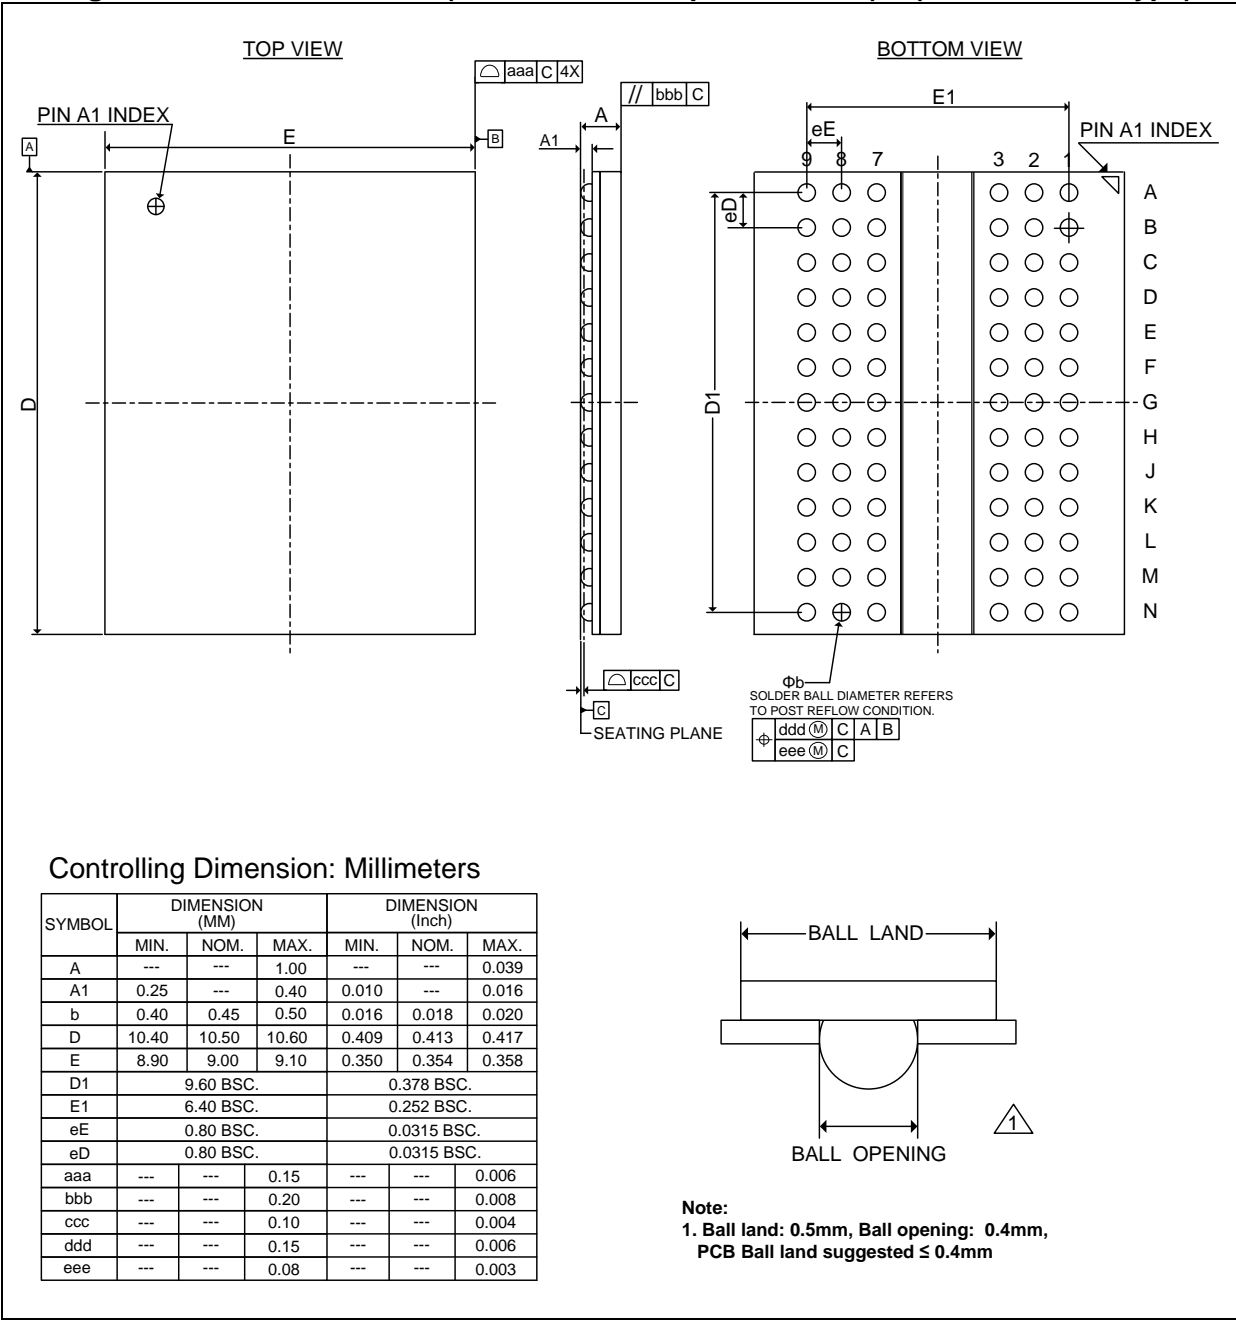 TOP VIEW
BOTTOM VIEW
aaa C 4X
// bbb C
PIN A1 INDEX
E
B
A
A
A1
E1
eE
PIN A1 INDEX
9 8 7 3 2 1
A
eD
B
C
D
E
F
D
D1
G
H
J
K
L
M
N
ccc C
C
SEATING PLANE
Φb
SOLDER BALL DIAMETER REFERS
TO POST REFLOW CONDITION.
ddd Ⓜ C A B
eee Ⓜ C
Controlling Dimension: Millimeters
SYMBOL DIMENSION (MM) DIMENSION (Inch)
MIN. NOM. MAX. MIN. NOM. MAX.
A --- --- 1.00 --- --- 0.039
A1 0.25 --- 0.40 0.010 --- 0.016
b 0.40 0.45 0.50 0.016 0.018 0.020
D 10.40 10.50 10.60 0.409 0.413 0.417
E 8.90 9.00 9.10 0.350 0.354 0.358
D1 9.60 BSC. 0.378 BSC.
E1 6.40 BSC. 0.252 BSC.
eE 0.80 BSC. 0.0315 BSC.
eD 0.80 BSC. 0.0315 BSC.
aaa --- --- 0.15 --- --- 0.006
bbb --- --- 0.20 --- --- 0.008
ccc --- --- 0.10 --- --- 0.004
ddd --- --- 0.15 --- --- 0.006
eee --- --- 0.08 --- --- 0.003
BALL LAND
1
BALL OPENING
Note:
1. Ball land: 0.5mm, Ball opening: 0.4mm,
PCB Ball land suggested ≤ 0.4mm